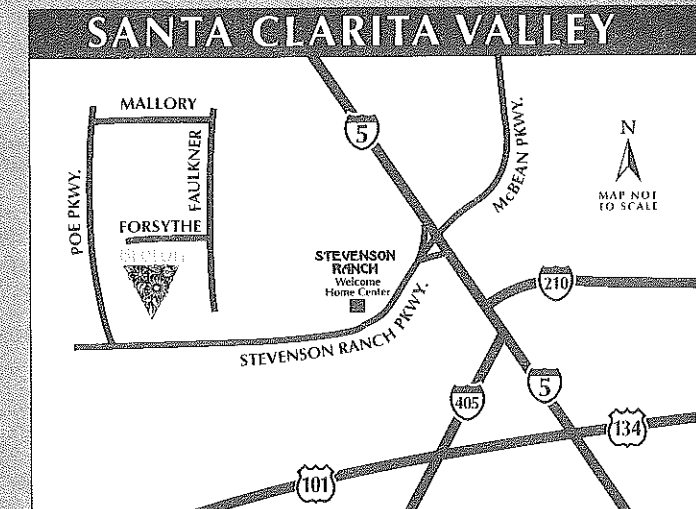 SANTA CLARITA VALLEY
MALLORY
5
McBEAN PKWY.
N
MAP NOT
TO SCALE
FAULKNER
POE PKWY.
FORSYTHE
STEVENSON
RANCH
Welcome
Home Center
210
STEVENSON RANCH PKWY.
405
5
134
101